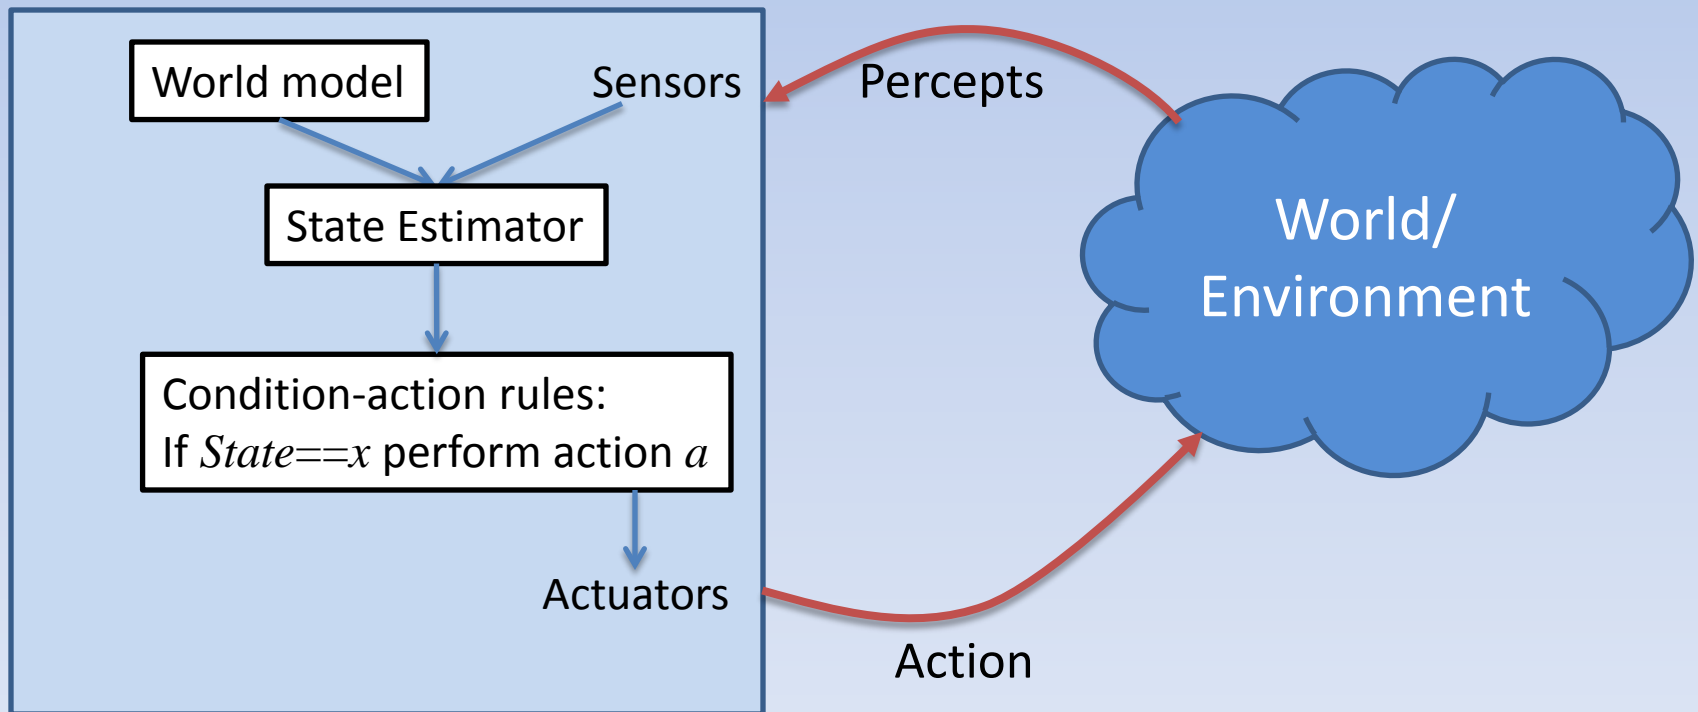 World model
Sensors
Percepts
State Estimator
World/
Environment
Condition-action rules:
If State==x perform action a
Actuators
Action